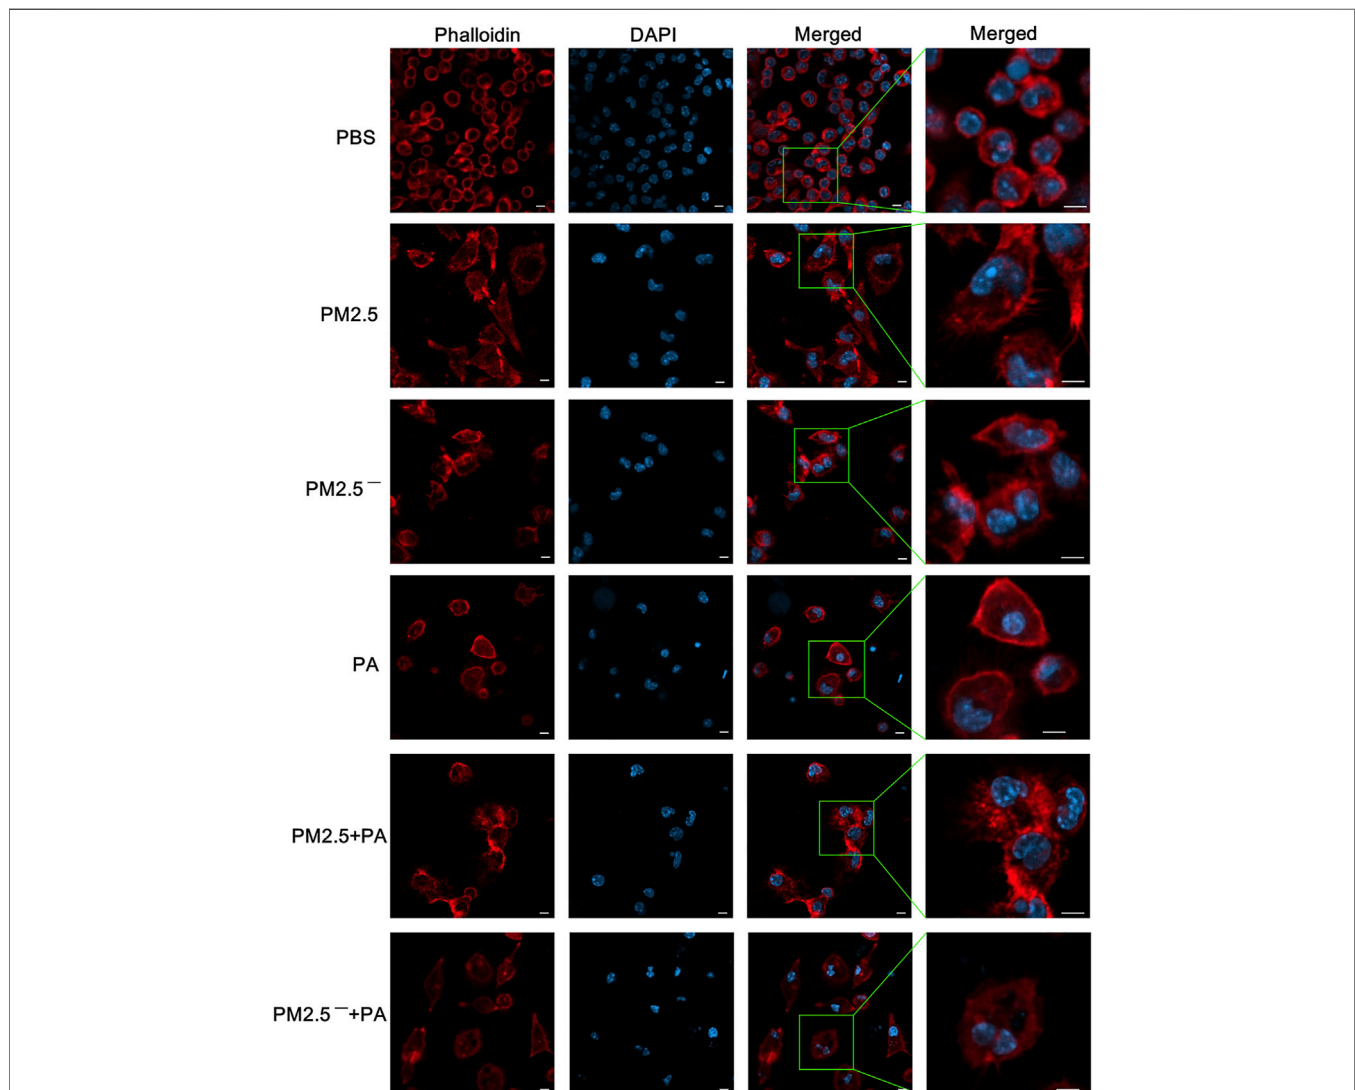 Phalloidin DAPI Merged Merged
PBS
PM2.5
PM2.5⁻
PA
PM2.5+PA
PM2.5⁻+PA